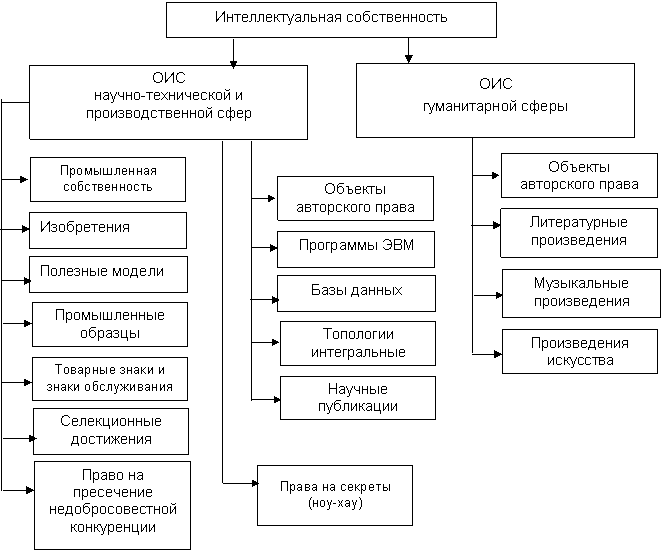 Интеллектуальная собственность
ОИС
научно-технической и
производственной сфер
ОИС
гуманитарной сферы
Промышленная
собственность
Изобретения
Полезные модели
Промышленные
образцы
Товарные знаки и
знаки обслуживания
Селекционные
достижения
Право на
пресечение
недобросовестной
конкуренции
Объекты
авторского права
Программы ЭВМ
Базы данных
Топологии
интегральные
Научные
публикации
Права на секреты
(ноу-хау)
Объекты
авторского права
Литературные
произведения
Музыкальные
произведения
Произведения
искусства